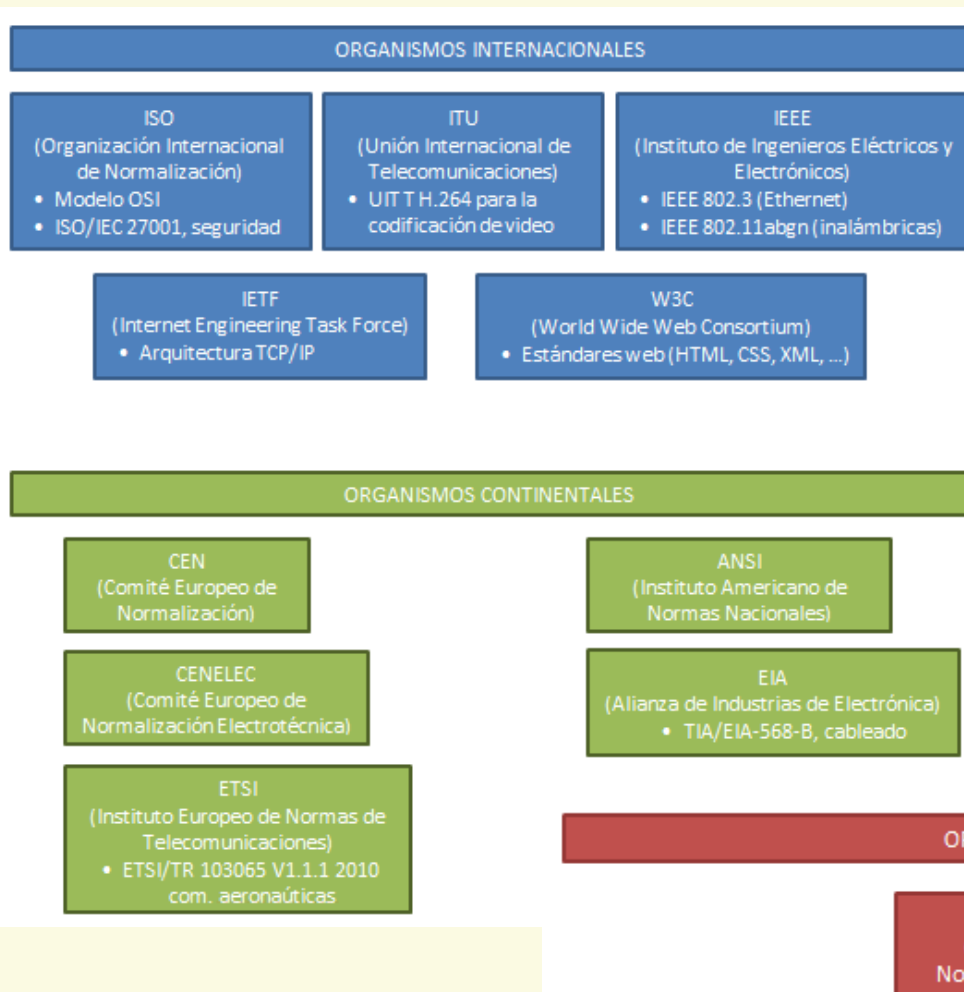 ORGANISMOS INTERNACIONALES
ISO
(Organización Internacional
de Normalización)
• Modelo OSI
• ISO/IEC 27001, seguridad
ITU
(Unión Internacional de
Telecomunicaciones)
• UIT T H.264 para la
codificación de video
IEEE
(Instituto de Ingenieros Eléctricos y
Electrónicos)
• IEEE 802.3 (Ethernet)
• IEEE 802.11abgn (inalámbricas)
IETF
(Internet Engineering Task Force)
• Arquitectura TCP/IP
W3C
(World Wide Web Consortium)
• Estándares web (HTML, CSS, XML, ...)
ORGANISMOS CONTINENTALES
CEN
(Comité Europeo de
Normalización)
CENELEC
(Comité Europeo de
Normalización Electrotécnica)
ETSI
(Instituto Europeo de Normas de
Telecomunicaciones)
• ETSI/TR 103065 V1.1.1 2010
com. aeronáuticas
ANSI
(Instituto Americano de
Normas Nacionales)
EIA
(Alianza de Industrias de Electrónica)
• TIA/EIA-568-B, cableado
No